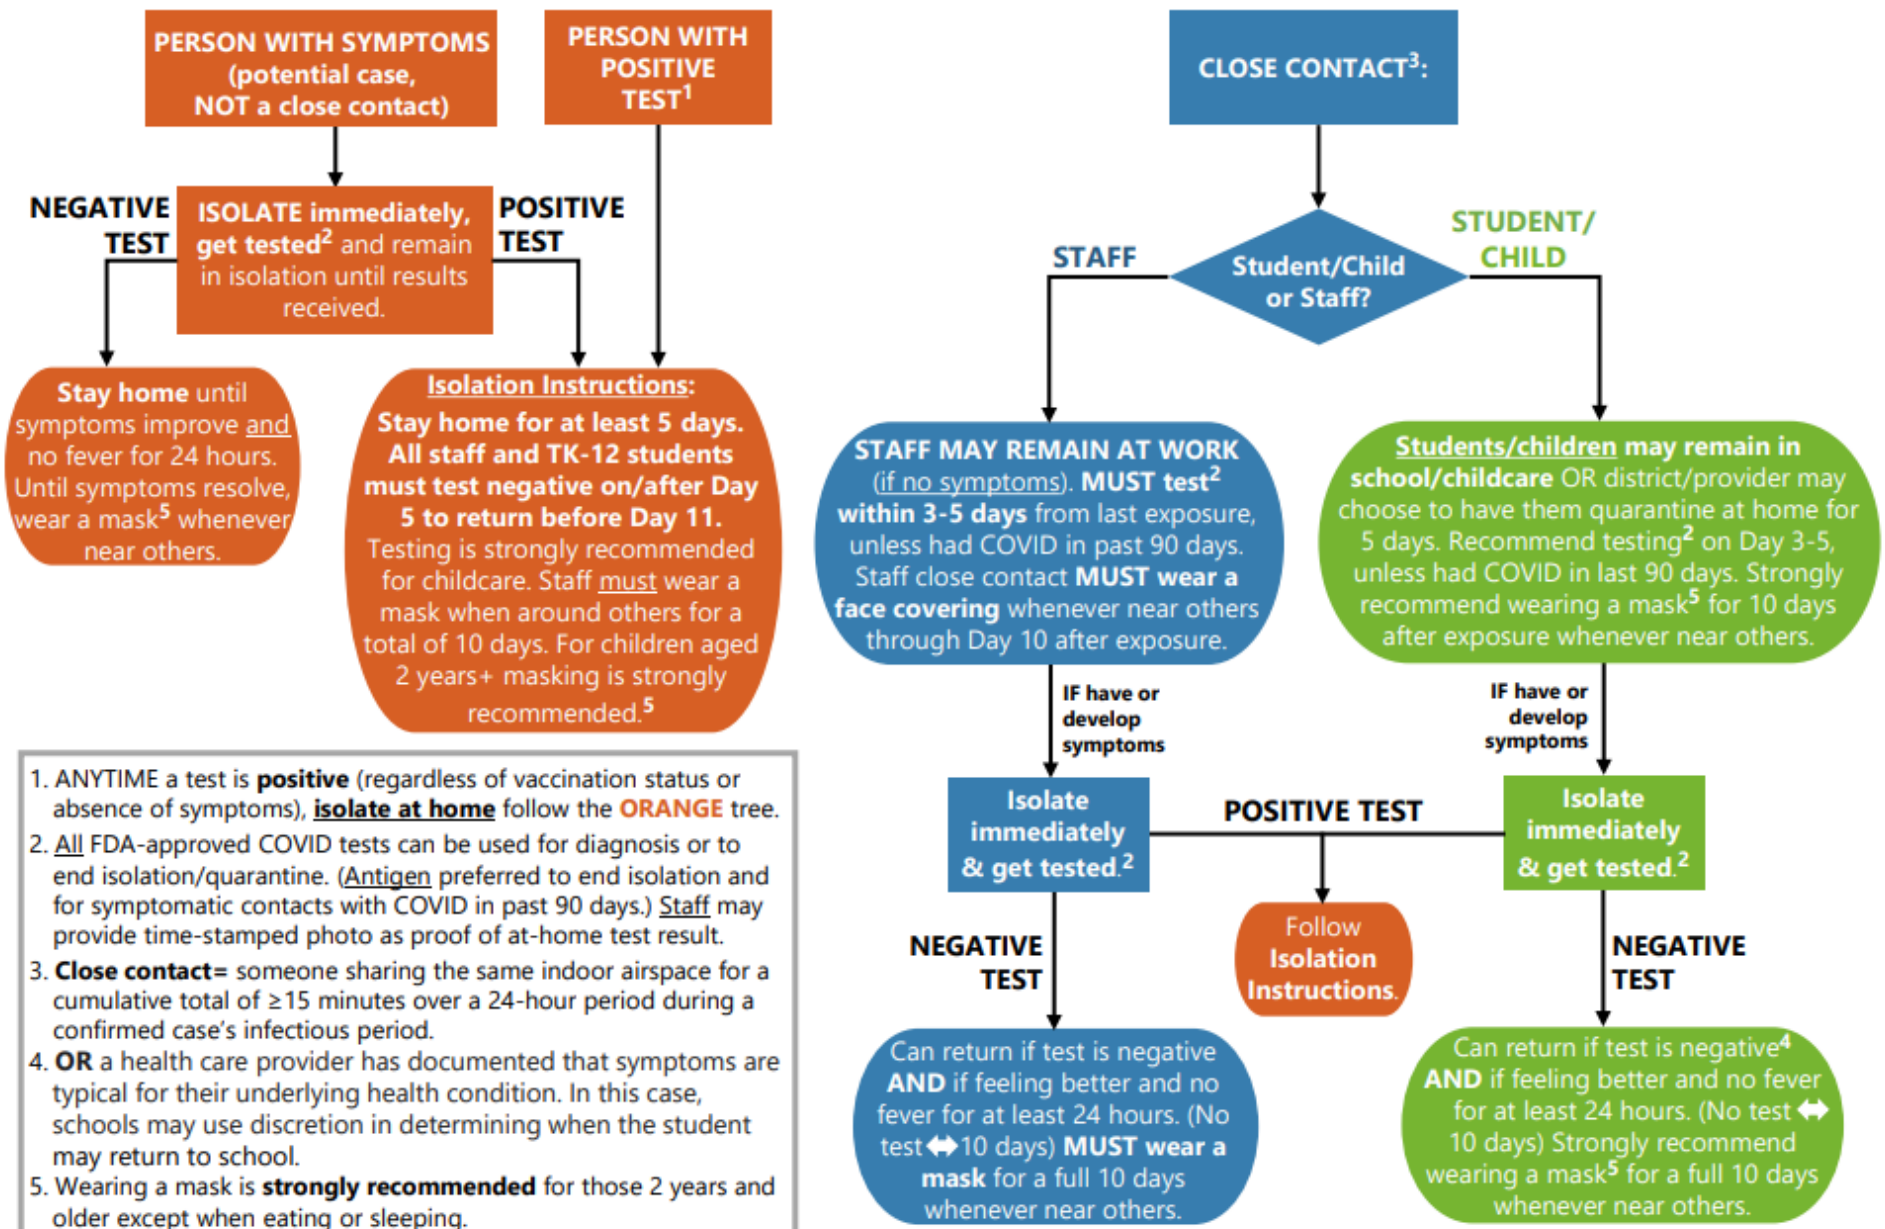 PERSON WITH SYMPTOMS
(potential case,
NOT a close contact)
PERSON WITH
POSITIVE
TEST1
NEGATIVE
TEST
ISOLATE immediately,
get tested2 and remain
in isolation until results
received.
POSITIVE
TEST
Stay home until
symptoms improve and
no fever for 24 hours.
Until symptoms resolve,
wear a mask5 whenever
near others.
Isolation Instructions:
Stay home for at least 5 days.
All staff and TK-12 students
must test negative on/after Day
5 to return before Day 11.
Testing is strongly recommended
for childcare. Staff must wear a
mask when around others for a
total of 10 days. For children aged
2 years+ masking is strongly
recommended.5
1. ANYTIME a test is positive (regardless of vaccination status or
absence of symptoms), isolate at home follow the ORANGE tree.
2. All FDA-approved COVID tests can be used for diagnosis or to
end isolation/quarantine. (Antigen preferred to end isolation and
for symptomatic contacts with COVID in past 90 days.) Staff may
provide time-stamped photo as proof of at-home test result.
3. Close contact= someone sharing the same indoor airspace for a
cumulative total of ≥15 minutes over a 24-hour period during a
confirmed case's infectious period.
4. OR a health care provider has documented that symptoms are
typical for their underlying health condition. In this case,
schools may use discretion in determining when the student
may return to school.
5. Wearing a mask is strongly recommended for those 2 years and
older except when eating or sleeping.
CLOSE CONTACT3:
STAFF
Student/Child
or Staff?
STUDENT/
CHILD
STAFF MAY REMAIN AT WORK
(if no symptoms). MUST test2
within 3-5 days from last exposure,
unless had COVID in past 90 days.
Staff close contact MUST wear a
face covering whenever near others
through Day 10 after exposure.
Students/children may remain in
school/childcare OR district/provider may
choose to have them quarantine at home for
5 days. Recommend testing2 on Day 3-5,
unless had COVID in last 90 days. Strongly
recommend wearing a mask5 for 10 days
after exposure whenever near others.
IF have or
develop
symptoms
IF have or
develop
symptoms
Isolate
immediately
& get tested.2
POSITIVE TEST
Isolate
immediately
& get tested.2
NEGATIVE
TEST
Follow
Isolation
Instructions.
NEGATIVE
TEST
Can return if test is negative
AND if feeling better and no
fever for at least 24 hours. (No
test ⬌ 10 days) MUST wear a
mask for a full 10 days
whenever near others.
Can return if test is negative4
AND if feeling better and no fever
for at least 24 hours. (No test ⬌
10 days) Strongly recommend
wearing a mask5 for a full 10 days
whenever near others.